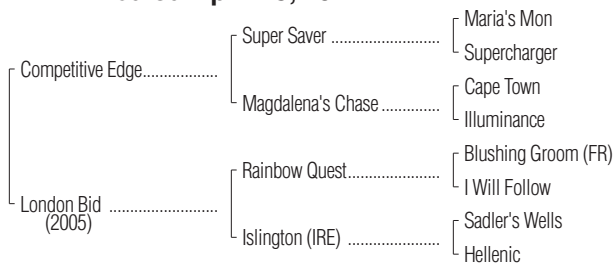 Maria's Mon
Super Saver ....................
Supercharger
Competitive Edge..................
Cape Town
Magdalena's Chase ..............
Illuminance
Blushing Groom (FR)
Rainbow Quest......................
I Will Follow
London Bid ..........................
(2005)
Sadler's Wells
Islington (IRE) .....................
Hellenic